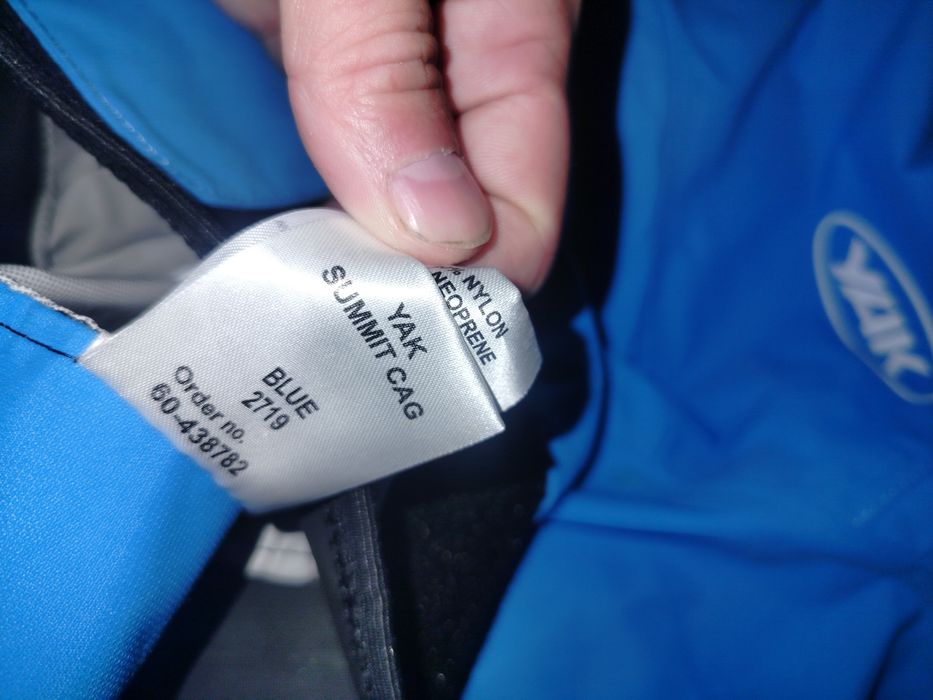 YAK
SUMMIT CAG
BLUE
2719
Order no.
60-438782
% NYLON
NEOPRENE
YAK